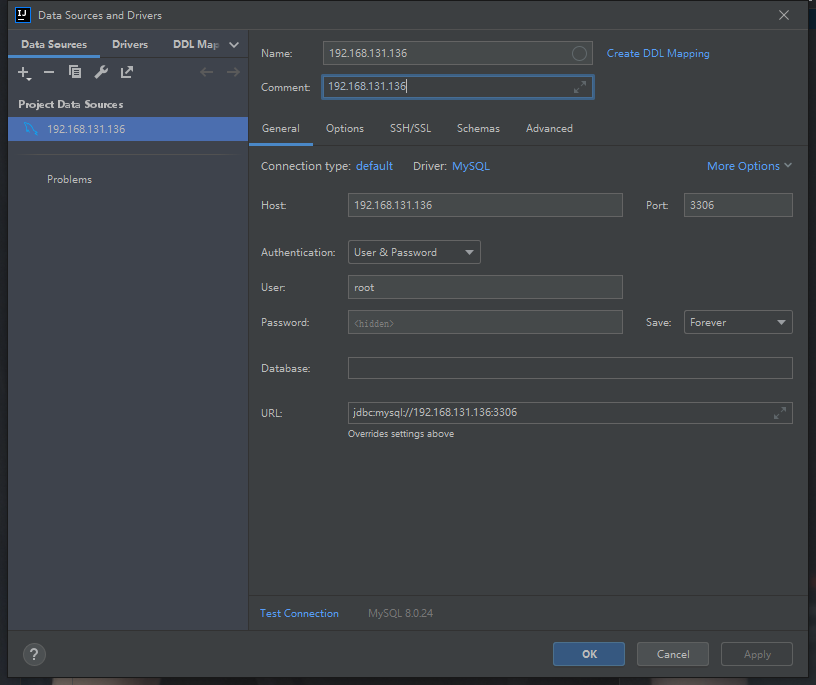 IJ Data Sources and Drivers
Data Sources Drivers DDL Map
Project Data Sources
192.168.131.136
Problems
Name: 192.168.131.136 Create DDL Mapping
Comment: 192.168.131.136
General Options SSH/SSL Schemas Advanced
Connection type: default Driver: MySQL More Options
Host: 192.168.131.136 Port: 3306
Authentication: User & Password
User: root
Password: <hidden> Save: Forever
Database:
URL: jdbc:mysql://192.168.131.136:3306
Overrides settings above
Test Connection MySQL 8.0.24
? OK Cancel Apply